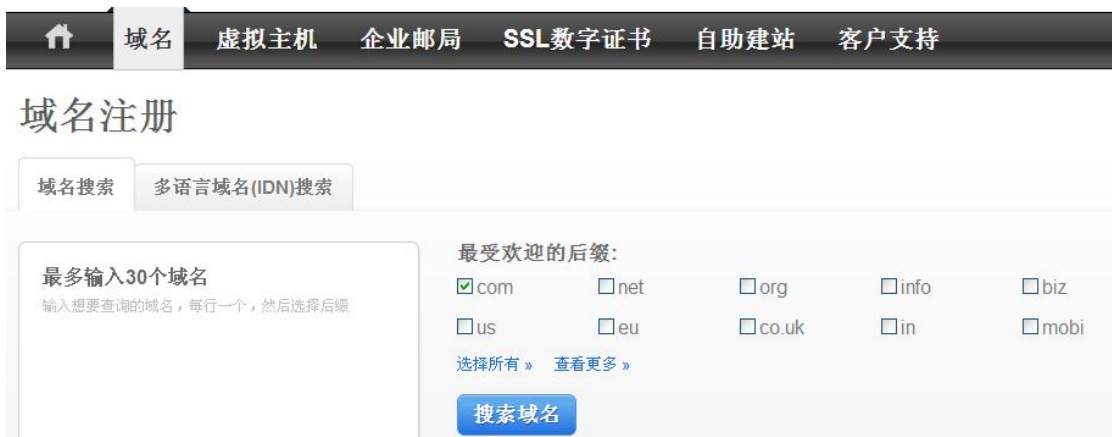 域名 虚拟主机 企业邮局 SSL数字证书 自助建站 客户支持
域名注册
域名搜索 多语言域名(IDN)搜索
最多输入30个域名
输入想要查询的域名，每行一个，然后选择后缀
最受欢迎的后缀:
com net org info biz
us eu co.uk in mobi
选择所有 » 查看更多 »
搜索域名